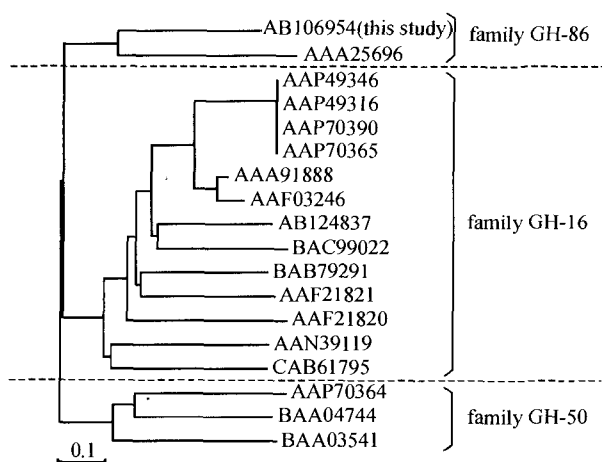 AB106954(this study)
family GH-86
AAA25696
AAP49346
AAP49316
AAP70390
AAP70365
AAA91888
AAF03246
AB124837
family GH-16
BAC99022
BAB79291
AAF21821
AAF21820
AAN39119
CAB61795
AAP70364
BAA04744
family GH-50
BAA03541
0.1